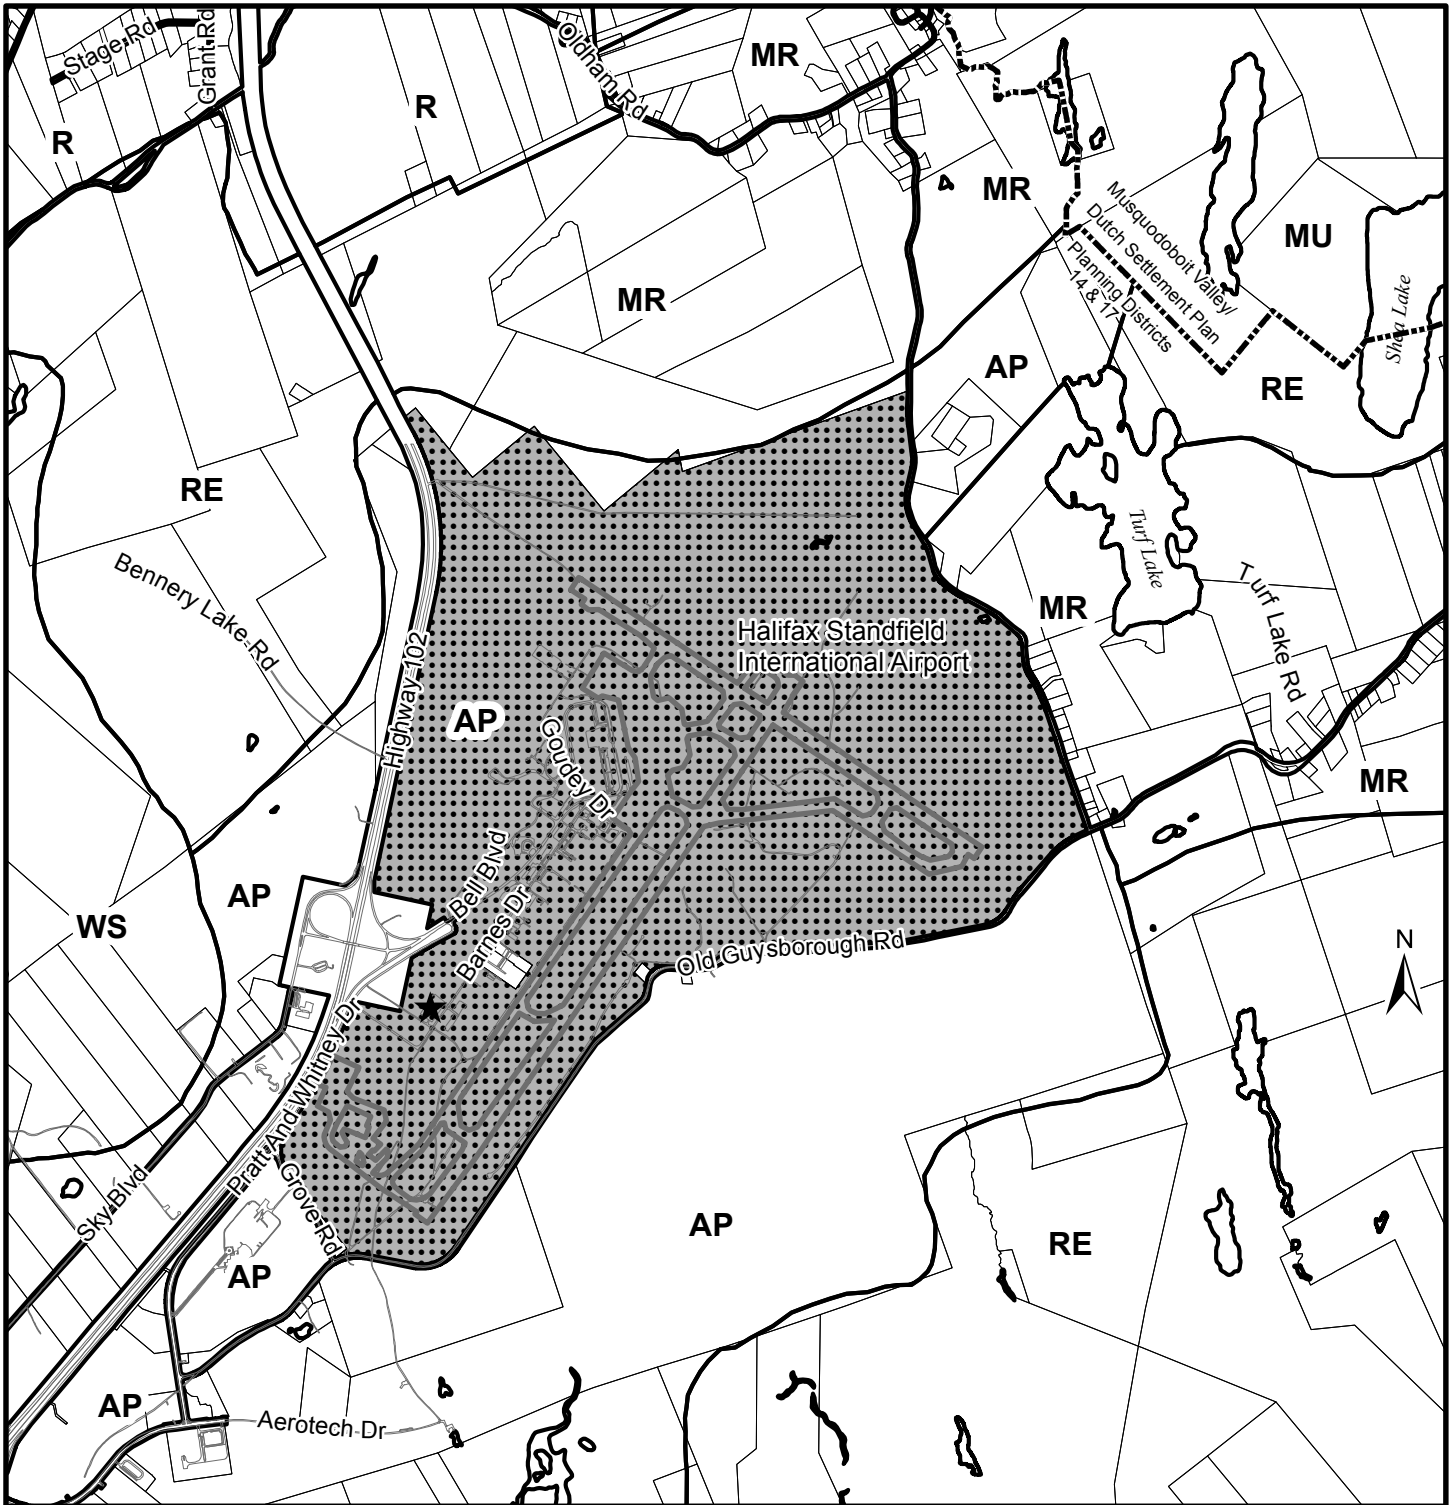 Stage Rd
Grant Rd
Oldham Rd
MR
R
R
MR
Musquodoboit Valley/
Dutch Settlement Plan
Planning Districts
14 & 17
MU
Shea Lake
MR
AP
RE
RE
Turf Lake
Bennery Lake Rd
MR
Turf Lake Rd
Halifax Standfield
International Airport
Highway 102
AP
Goudey Dr
MR
Bell Blvd
AP
WS
Barnes Dr
Old Guysborough Rd
N
Pratt And Whitney Dr
Sky Blvd
Grove Rd
AP
RE
AP
AP
Aerotech Dr